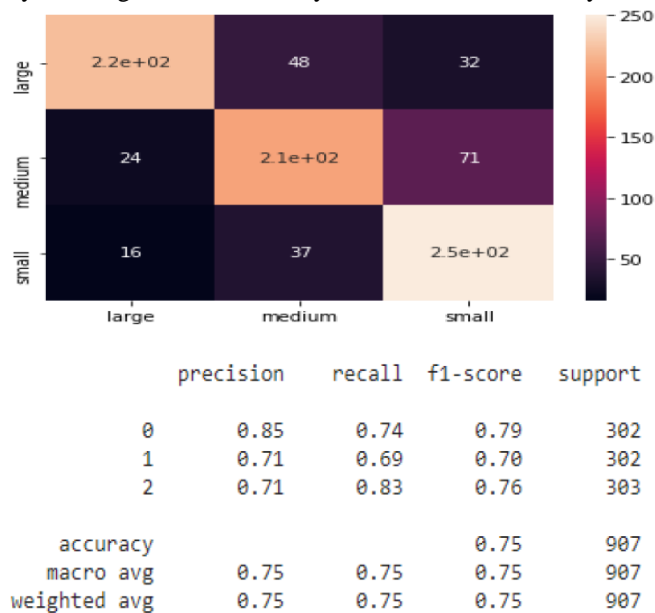 250
large 2.2e+02 48 32
200
150
medium 24 2.1e+02 71
100
small 16 37 2.5e+02
50
large medium small
precision recall f1-score support
0 0.85 0.74 0.79 302
1 0.71 0.69 0.70 302
2 0.71 0.83 0.76 303
accuracy 0.75 907
macro avg 0.75 0.75 0.75 907
weighted avg 0.75 0.75 0.75 907